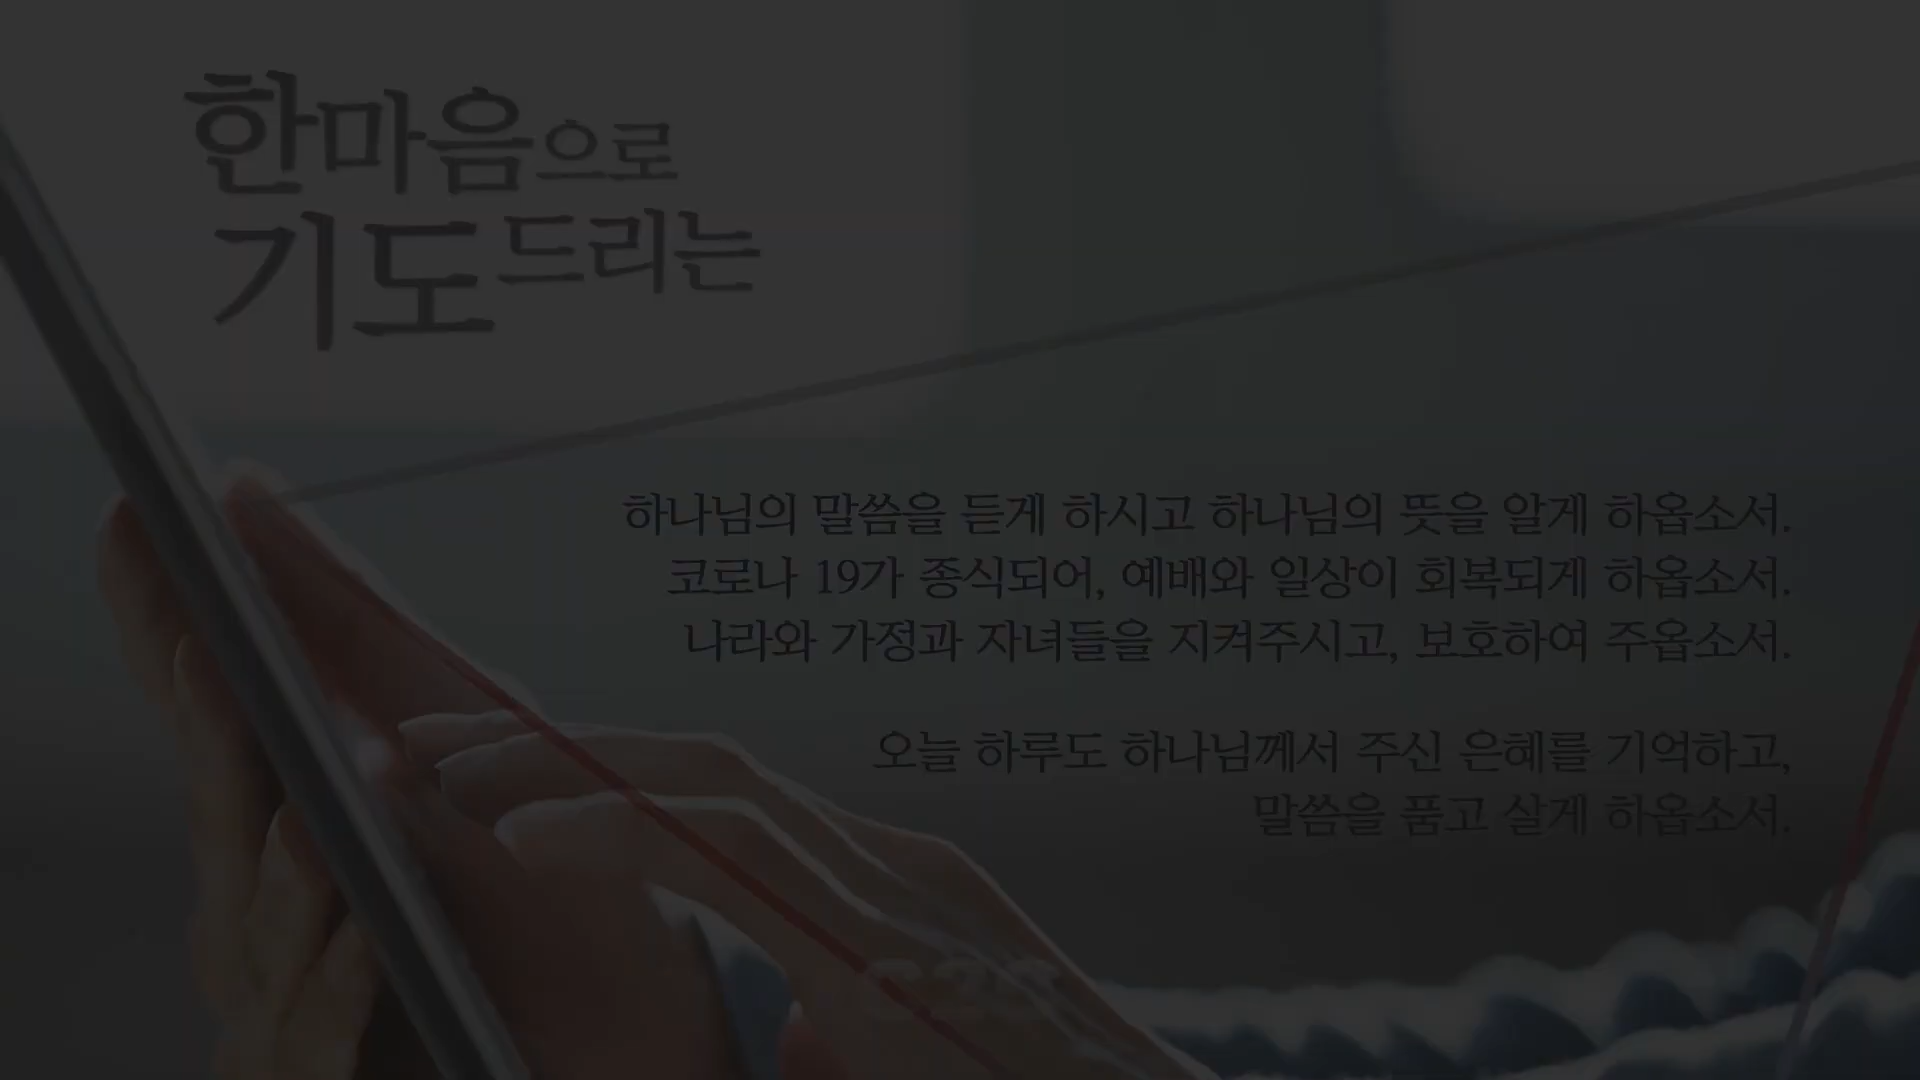 한마음으로
기도드리는
하나님의 말씀을 듣게 하시고 하나님의 뜻을 알게 하옵소서.
코로나 19가 종식되어, 예배와 일상이 회복되게 하옵소서.
나라와 가정과 자녀들을 지켜주시고, 보호하여 주옵소서.
오늘 하루도 하나님께서 주신 은혜를 기억하고,
말씀을 품고 살게 하옵소서.